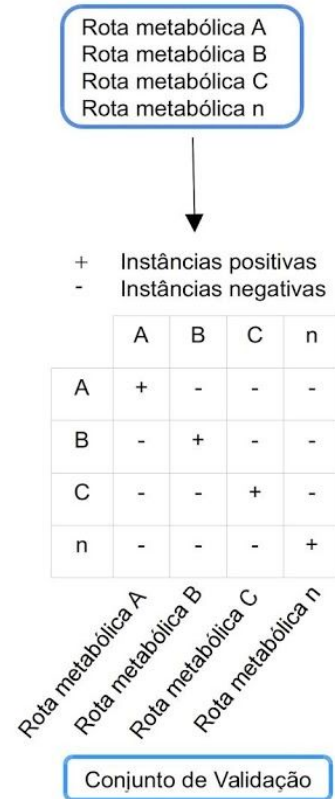 Rota metabólica A
Rota metabólica B
Rota metabólica C
Rota metabólica n
+ Instâncias positivas
- Instâncias negativas
A B C n
A + - - -
B - + - -
C - - + -
n - - - +
Rota metabólica A
Rota metabólica B
Rota metabólica C
Rota metabólica n
Conjunto de Validação